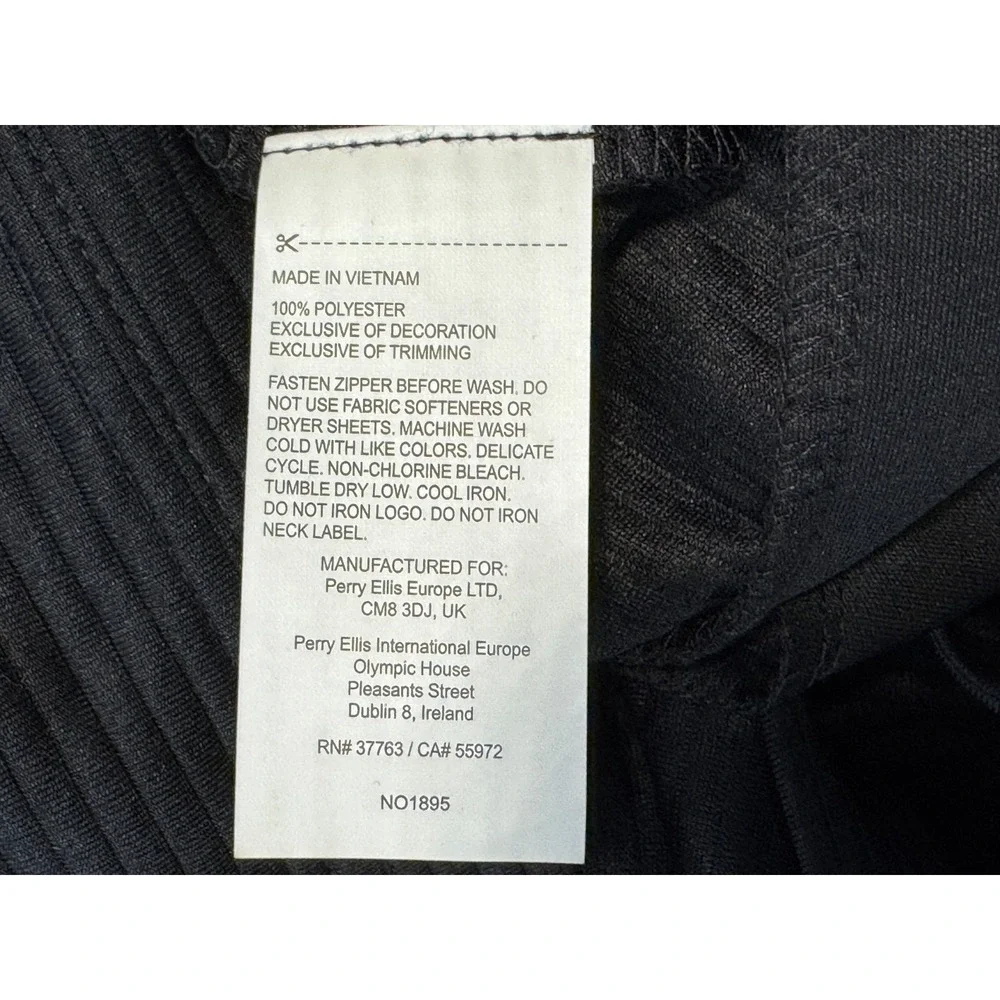 MADE IN VIETNAM
100% POLYESTER
EXCLUSIVE OF DECORATION
EXCLUSIVE OF TRIMMING
FASTEN ZIPPER BEFORE WASH. DO
NOT USE FABRIC SOFTENERS OR
DRYER SHEETS. MACHINE WASH
COLD WITH LIKE COLORS. DELICATE
CYCLE. NON-CHLORINE BLEACH.
TUMBLE DRY LOW. COOL IRON.
DO NOT IRON LOGO. DO NOT IRON
NECK LABEL.
MANUFACTURED FOR:
Perry Ellis Europe LTD,
CM8 3DJ, UK
Perry Ellis International Europe
Olympic House
Pleasants Street
Dublin 8, Ireland
RN# 37763 / CA# 55972
NO1895